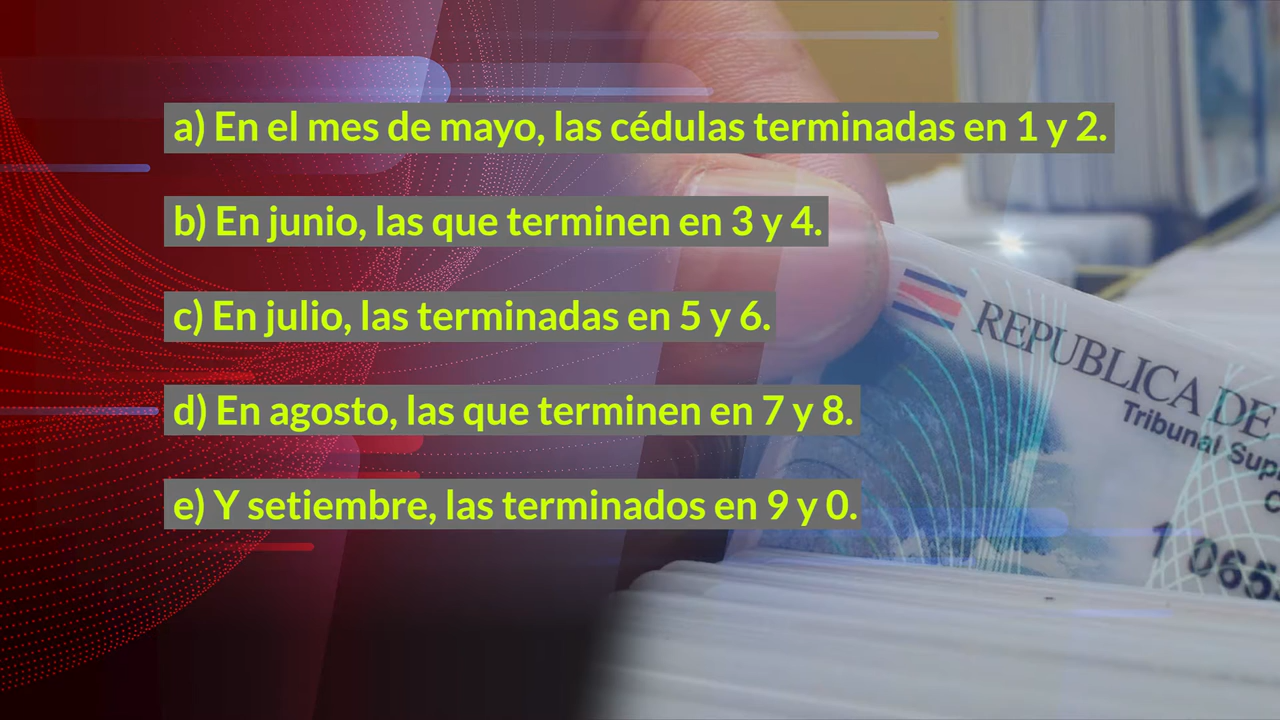 a) En el mes de mayo, las cédulas terminadas en 1 y 2.
b) En junio, las que terminen en 3 y 4.
c) En julio, las terminadas en 5 y 6.
d) En agosto, las que terminen en 7 y 8.
e) Y setiembre, las terminados en 9 y 0.
REPUBLICA DE
Tribunal
1 065